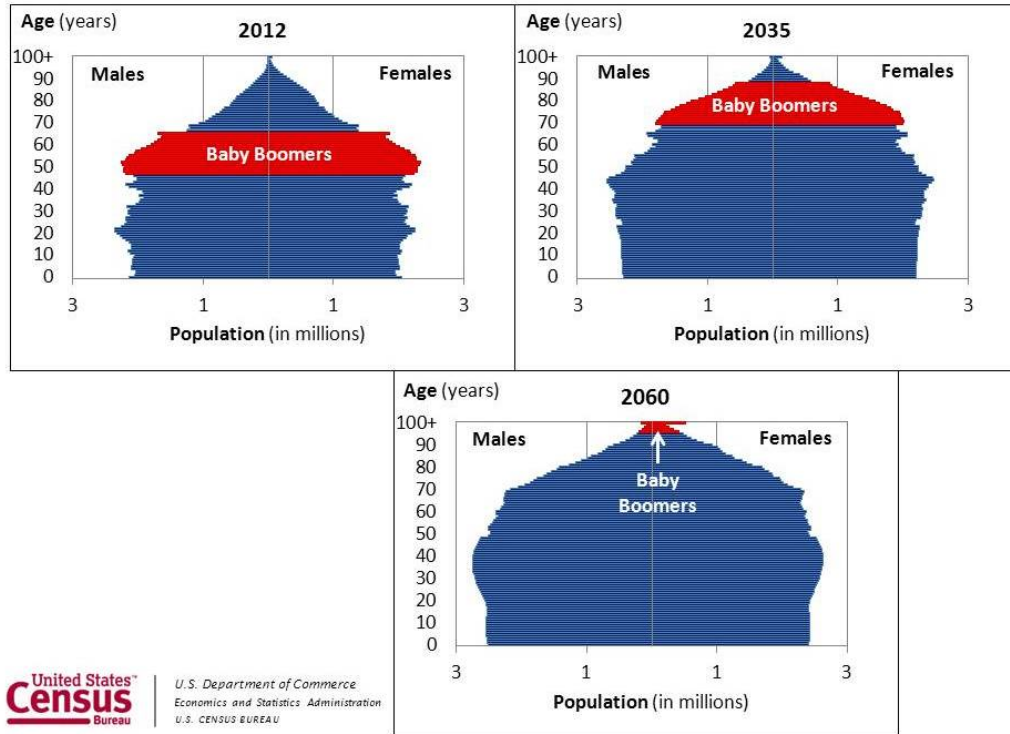 Age (years)
2012
100+
90
80
70
60
50
40
30
20
10
0
Males
Females
Baby Boomers
3 1 1 3
Population (in millions)
Age (years)
2035
100+
90
80
70
60
50
40
30
20
10
0
Males
Females
Baby Boomers
3 1 1 3
Population (in millions)
Age (years)
2060
100+
90
80
70
60
50
40
30
20
10
0
Males
Females
Baby
Boomers
3 1 1 3
Population (in millions)
United States™
Census
Bureau
U.S. Department of Commerce
Economics and Statistics Administration
U.S. CENSUS BUREAU